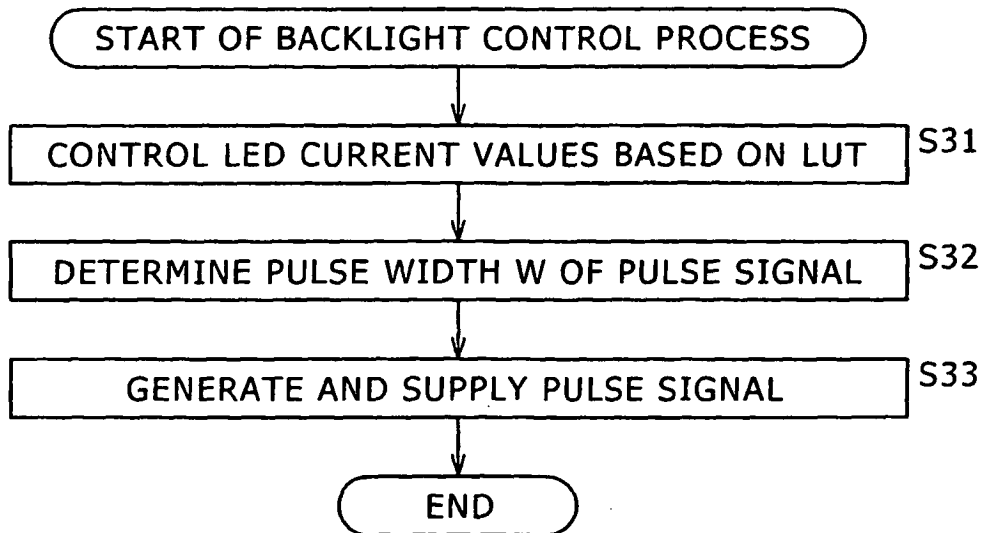 START OF BACKLIGHT CONTROL PROCESS
CONTROL LED CURRENT VALUES BASED ON LUT
S31
DETERMINE PULSE WIDTH W OF PULSE SIGNAL
S32
GENERATE AND SUPPLY PULSE SIGNAL
S33
END